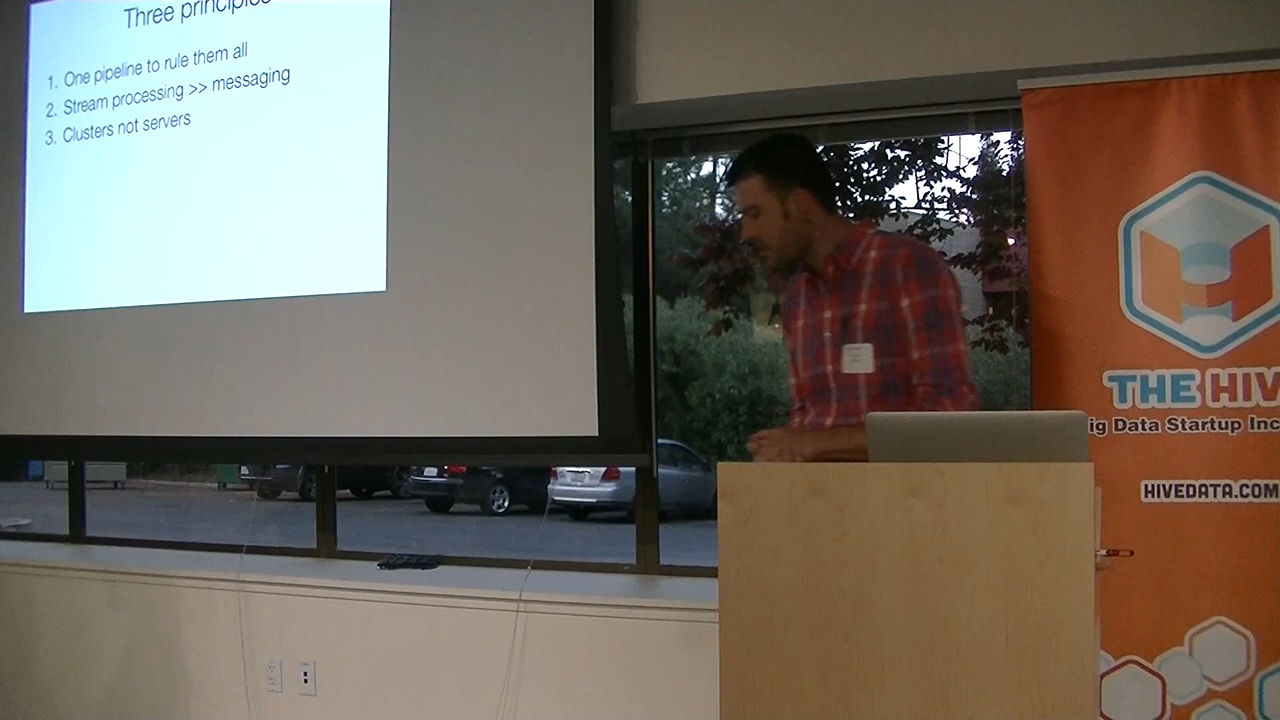 Three principles
1. One pipeline to rule them all
2. Stream processing >> messaging
3. Clusters not servers
THE HIV
ig Data Startup Inc
HIVEDATA.COM